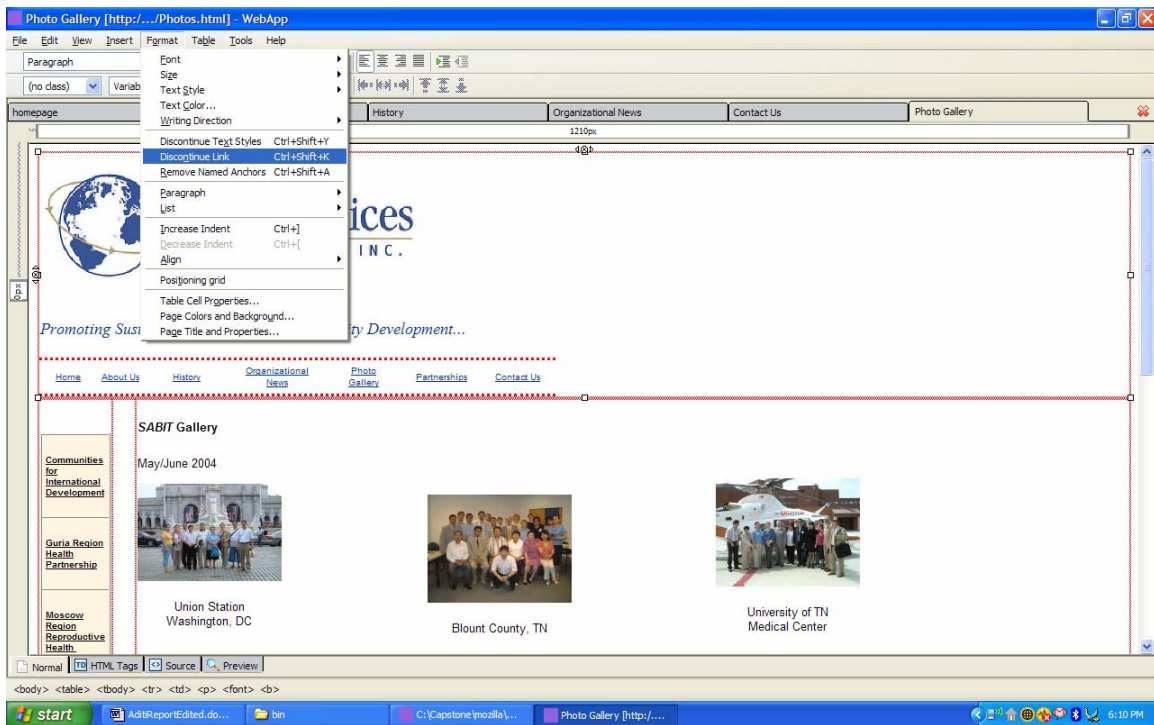 Photo Gallery [http:/.../Photos.html] - WebApp
File Edit View Insert Format Table Tools Help
Paragraph
(no class) Variab
homepage History Organizational News Contact Us Photo Gallery
1210px
0px
Font
Size
Text Style
Text Color...
Writing Direction
Discontinue Text Styles Ctrl+Shift+Y
Discontinue Link Ctrl+Shift+K
Remove Named Anchors Ctrl+Shift+A
Paragraph
List
Increase Indent Ctrl+]
Decrease Indent Ctrl+[
Align
Positioning grid
Table Cell Properties...
Page Colors and Background...
Page Title and Properties...
ices
INC.
Promoting Sust ity Development...
Home About Us History Organizational News Photo Gallery Partnerships Contact Us
SABIT Gallery
May/June 2004
Communities
for
International
Development
Guria Region
Health
Partnership
Moscow
Region
Reproductive
Health
Union Station
Washington, DC
Blount County, TN
University of TN
Medical Center
Normal TD HTML Tags Source Preview
<body> <table> <tbody> <tr> <td> <p> <font> <b>
start AditiReportEdited.do... bin C:\Capstone\mozilla\... Photo Gallery [http:/.... 6:10 PM